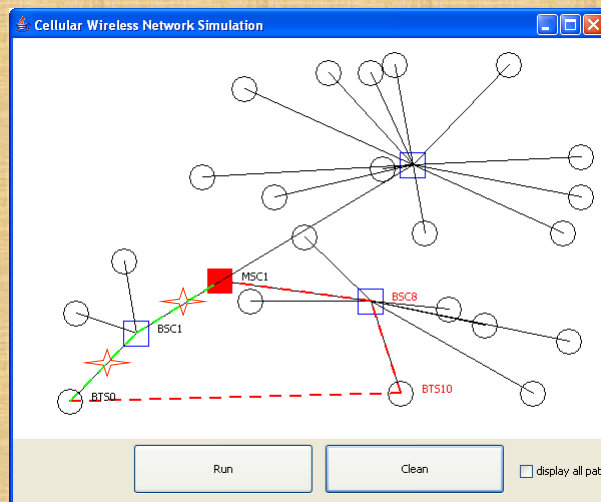 Cellular Wireless Network Simulation
MSC1
BSC8
BSC1
BTS10
BTS0
Run
Clean
display all pat